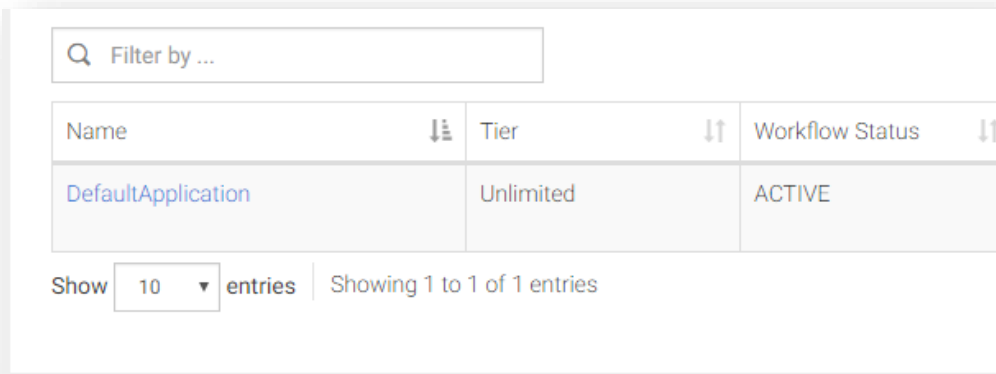 Filter by ...
Name Tier Workflow Status
DefaultApplication Unlimited ACTIVE
Show 10 entries Showing 1 to 1 of 1 entries